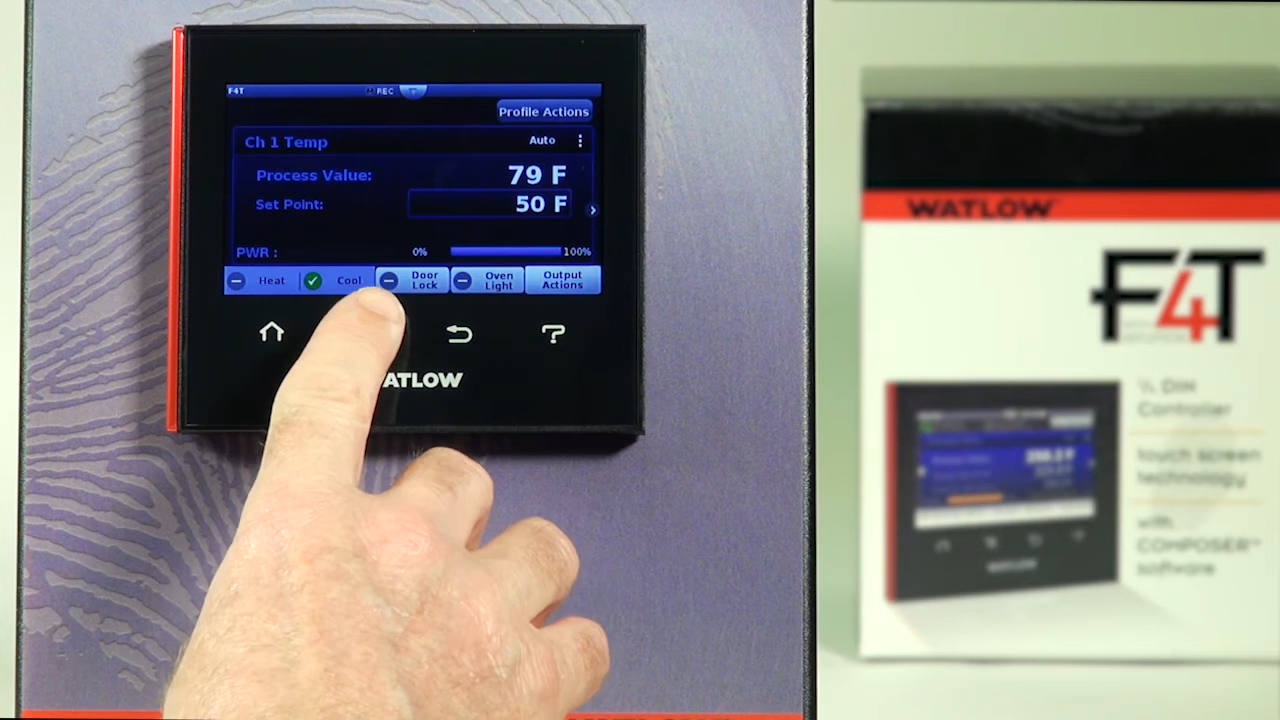 F4T
REC
Profile Actions
Ch 1 Temp
Auto
Process Value:
79 F
Set Point:
50 F
PWR :
0%
100%
Heat
Cool
Door
Lock
Oven
Light
Output
Actions
ATLOW
WATLOW
F4T
¼ DIN
Controller
touch screen
technology
with
COMPOSER™
software
WATLOW